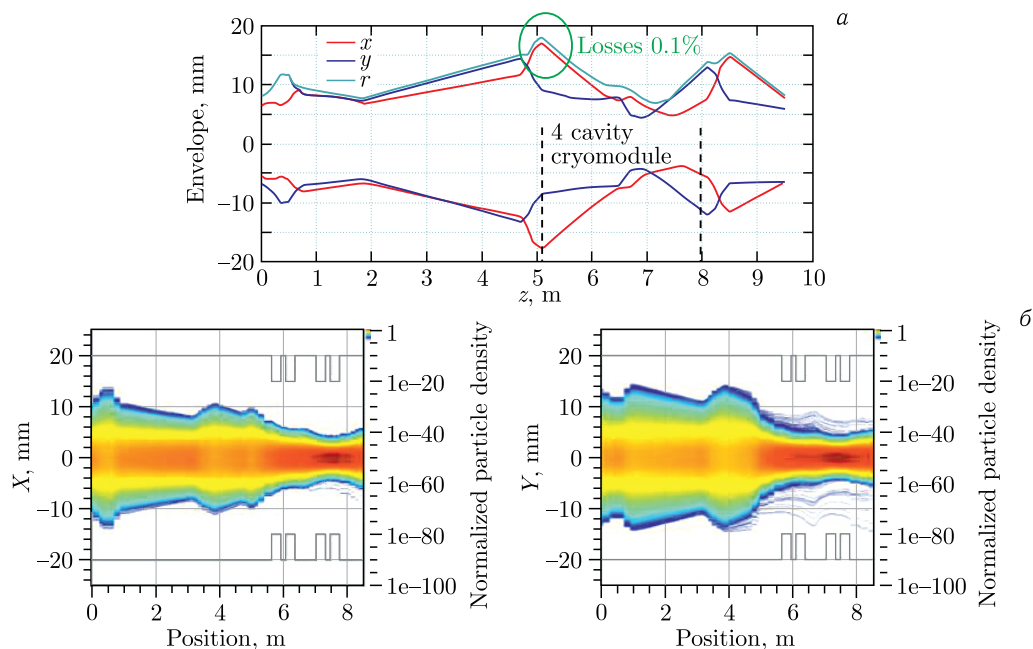 а
Envelope, mm
20
10
0
−10
−20
x
y
r
Losses 0.1%
4 cavity
cryomodule
0 1 2 3 4 5 6 7 8 9 10
z, m
б
X, mm
20
10
0
−10
−20
0 2 4 6 8
Position, m
1
1e−20
1e−40
1e−60
1e−80
1e−100
Normalized particle density
Y, mm
20
10
0
−10
−20
0 2 4 6 8
Position, m
1
1e−20
1e−40
1e−60
1e−80
1e−100
Normalized particle density